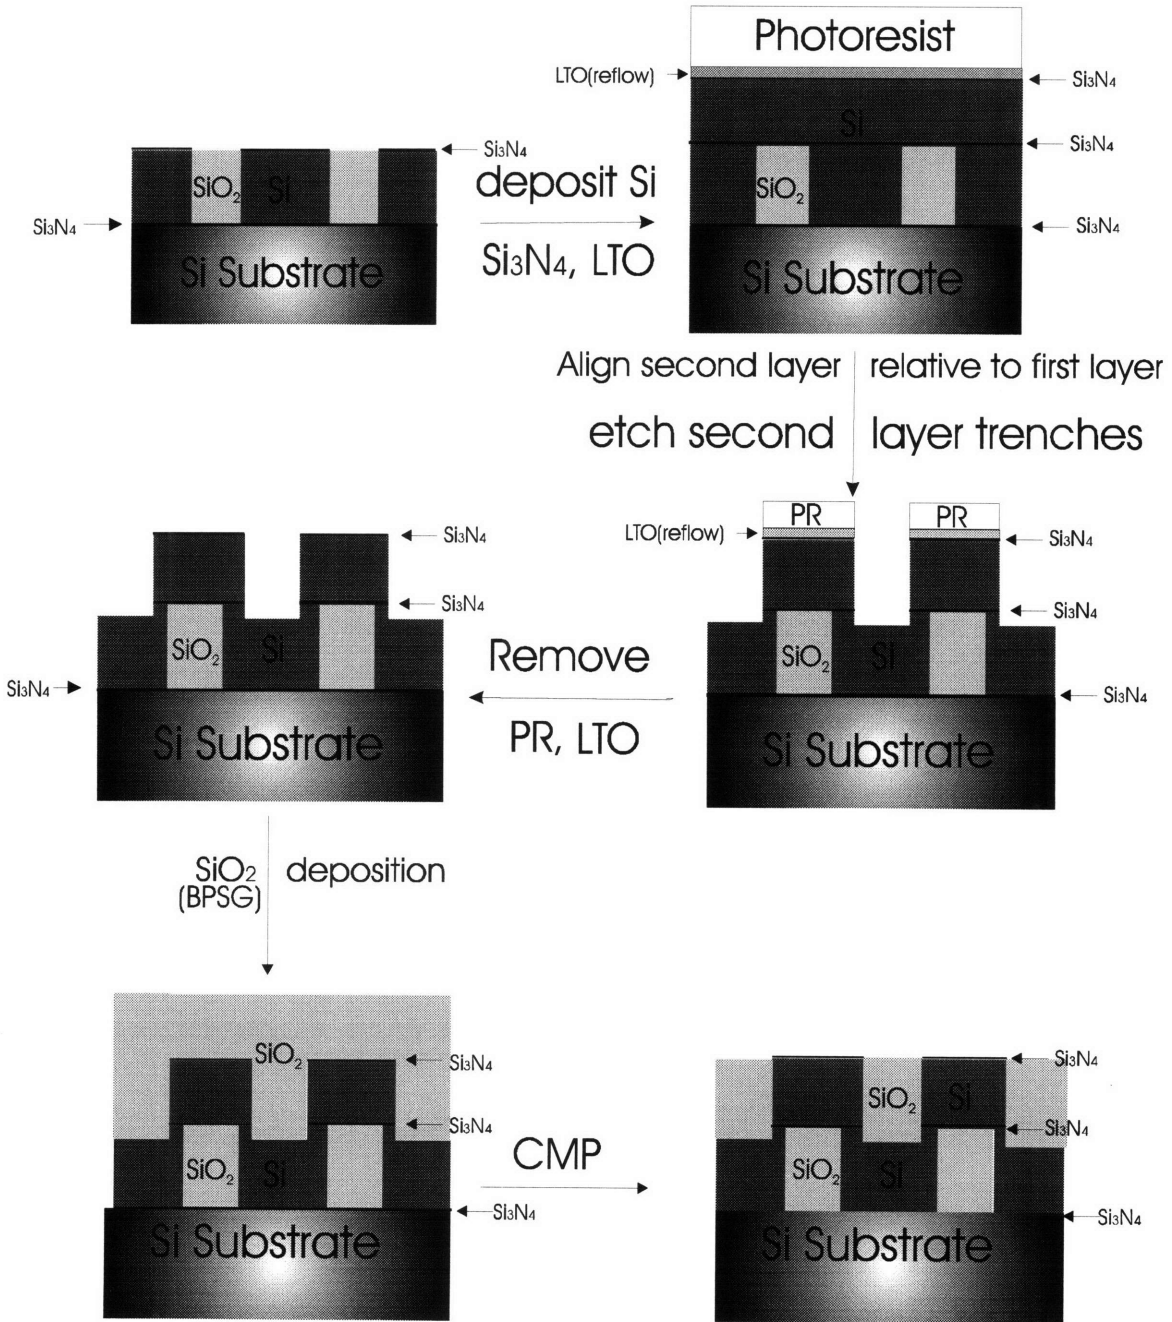 Photoresist
LTO(reflow)
Si₃N₄
Si
Si₃N₄
SiO₂
Si₃N₄
Si Substrate
Si₃N₄
SiO₂
Si
Si₃N₄
Si Substrate
deposit Si
Si₃N₄, LTO
Align second layer relative to first layer
etch second layer trenches
PR
PR
LTO(reflow)
Si₃N₄
Si₃N₄
SiO₂
Si
Si₃N₄
Si Substrate
Remove
PR, LTO
Si₃N₄
Si₃N₄
SiO₂
Si
Si₃N₄
Si Substrate
SiO₂ deposition
(BPSG)
SiO₂
Si₃N₄
Si₃N₄
SiO₂
Si
Si₃N₄
Si Substrate
CMP
Si₃N₄
SiO₂
Si
Si₃N₄
SiO₂
Si
Si₃N₄
Si Substrate